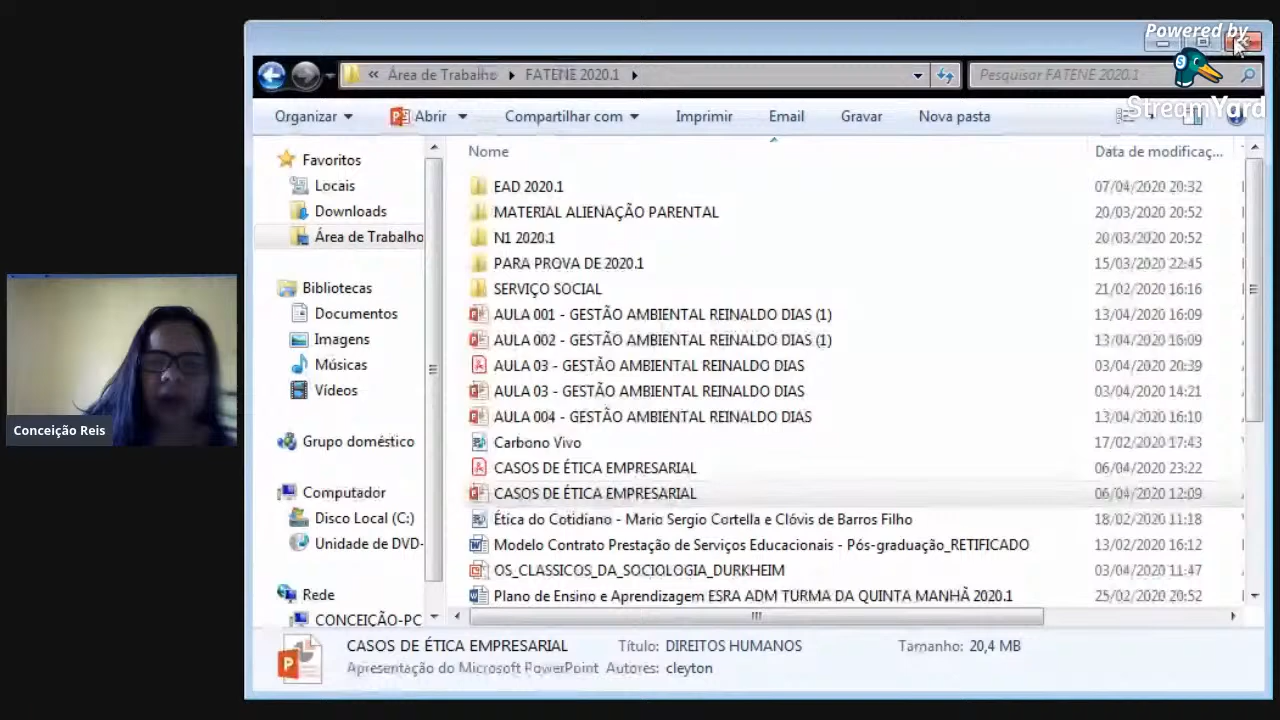 Powered by
StreamYard
« Área de Trabalho ▸ FATENE 2020.1 ▸
Pesquisar FATENE 2020.1
Organizar Abrir Compartilhar com Imprimir Email Gravar Nova pasta
Favoritos
Locais
Downloads
Área de Trabalho
Bibliotecas
Documentos
Imagens
Músicas
Vídeos
Grupo doméstico
Computador
Disco Local (C:)
Unidade de DVD-
Rede
CONCEIÇÃO-PC
Nome Data de modificaç...
EAD 2020.1 07/04/2020 20:32
MATERIAL ALIENAÇÃO PARENTAL 20/03/2020 20:52
N1 2020.1 20/03/2020 20:52
PARA PROVA DE 2020.1 15/03/2020 22:45
SERVIÇO SOCIAL 21/02/2020 16:16
AULA 001 - GESTÃO AMBIENTAL REINALDO DIAS (1) 13/04/2020 16:09
AULA 002 - GESTÃO AMBIENTAL REINALDO DIAS (1) 13/04/2020 16:09
AULA 03 - GESTÃO AMBIENTAL REINALDO DIAS 03/04/2020 20:39
AULA 03 - GESTÃO AMBIENTAL REINALDO DIAS 03/04/2020 14:21
AULA 004 - GESTÃO AMBIENTAL REINALDO DIAS 13/04/2020 16:10
Carbono Vivo 17/02/2020 17:43
CASOS DE ÉTICA EMPRESARIAL 06/04/2020 23:22
CASOS DE ÉTICA EMPRESARIAL 06/04/2020 12:09
Ética do Cotidiano - Mario Sergio Cortella e Clóvis de Barros Filho 18/02/2020 11:18
Modelo Contrato Prestação de Serviços Educacionais - Pós-graduação_RETIFICADO 13/02/2020 16:12
OS_CLASSICOS_DA_SOCIOLOGIA_DURKHEIM 03/04/2020 11:47
Plano de Ensino e Aprendizagem ESRA ADM TURMA DA QUINTA MANHÃ 2020.1 25/02/2020 20:52
CASOS DE ÉTICA EMPRESARIAL Título: DIREITOS HUMANOS Tamanho: 20,4 MB
Apresentação do Microsoft PowerPoint Autores: cleyton
Conceição Reis